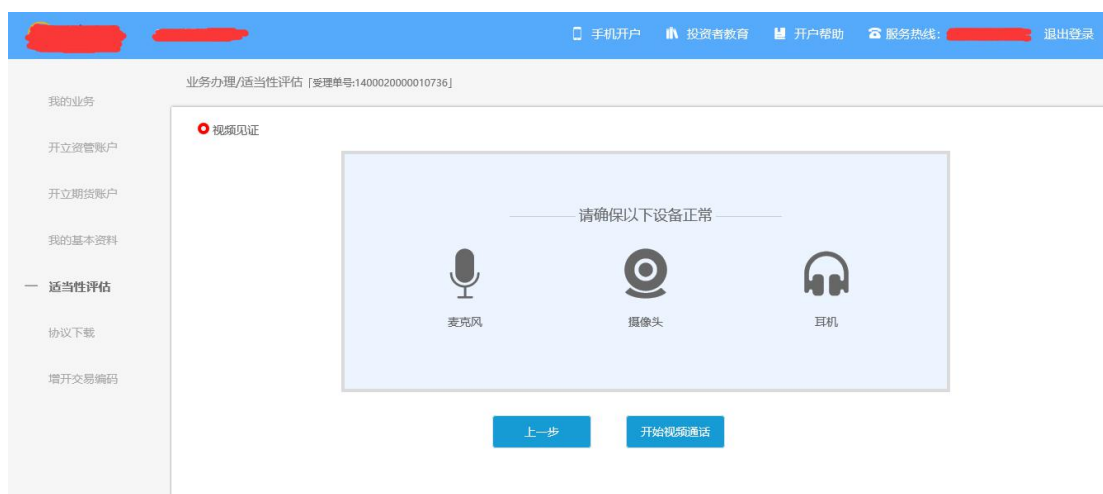 手机开户 投资者教育 开户帮助 服务热线: 退出登录
业务办理/适当性评估「受理单号:1400020000010736」
我的业务
开立资管账户
开立期货账户
我的基本资料
适当性评估
协议下载
增开交易编码
视频见证
请确保以下设备正常
麦克风 摄像头 耳机
上一步 开始视频通话